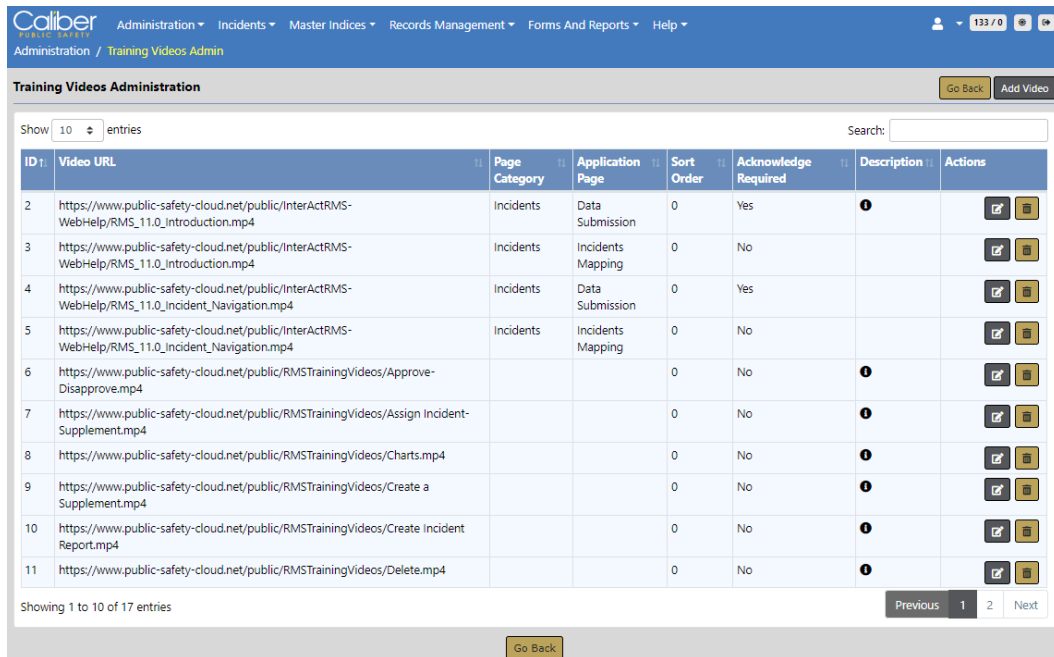 Caliber
PUBLIC SAFETY
Administration Incidents Master Indices Records Management Forms And Reports Help 133 / 0
Administration / Training Videos Admin
Training Videos Administration Go Back Add Video
Show 10 entries Search:
ID Video URL Page Category Application Page Sort Order Acknowledge Required Description Actions
2 https://www.public-safety-cloud.net/public/InterActRMS- Incidents Data 0 Yes
WebHelp/RMS_11.0_Introduction.mp4 Submission
3 https://www.public-safety-cloud.net/public/InterActRMS- Incidents Incidents 0 No
WebHelp/RMS_11.0_Introduction.mp4 Mapping
4 https://www.public-safety-cloud.net/public/InterActRMS- Incidents Data 0 Yes
WebHelp/RMS_11.0_Incident_Navigation.mp4 Submission
5 https://www.public-safety-cloud.net/public/InterActRMS- Incidents Incidents 0 No
WebHelp/RMS_11.0_Incident_Navigation.mp4 Mapping
6 https://www.public-safety-cloud.net/public/RMSTrainingVideos/Approve- 0 No
Disapprove.mp4
7 https://www.public-safety-cloud.net/public/RMSTrainingVideos/Assign Incident- 0 No
Supplement.mp4
8 https://www.public-safety-cloud.net/public/RMSTrainingVideos/Charts.mp4 0 No
9 https://www.public-safety-cloud.net/public/RMSTrainingVideos/Create a 0 No
Supplement.mp4
10 https://www.public-safety-cloud.net/public/RMSTrainingVideos/Create Incident 0 No
Report.mp4
11 https://www.public-safety-cloud.net/public/RMSTrainingVideos/Delete.mp4 0 No
Showing 1 to 10 of 17 entries Previous 1 2 Next
Go Back